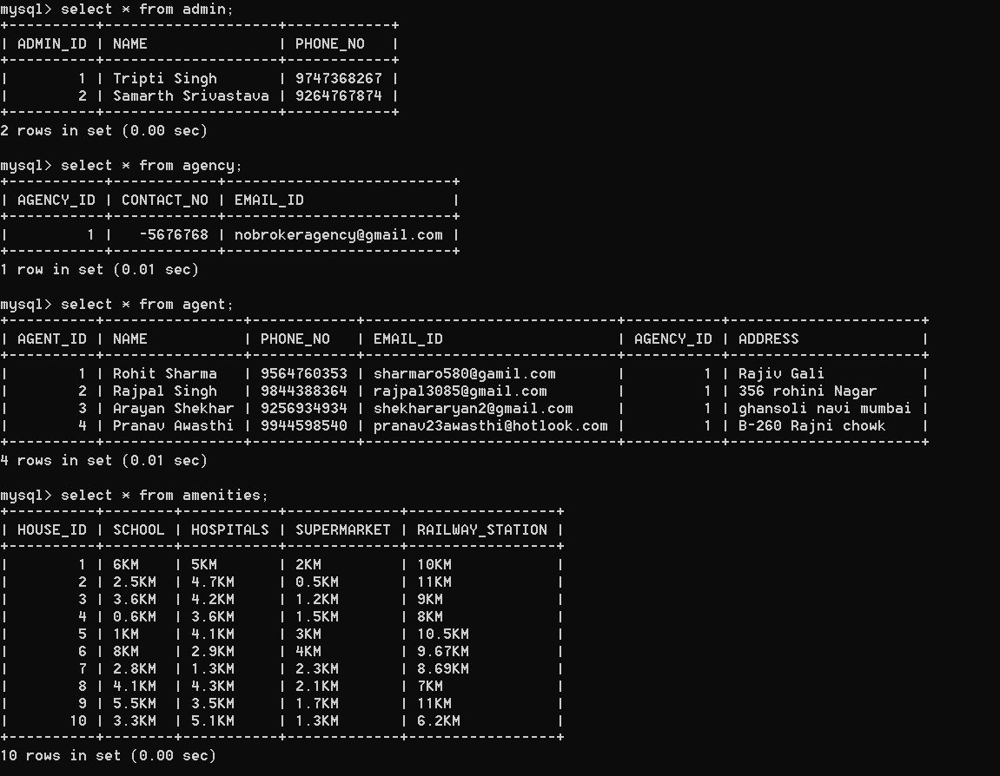 mysql> select * from admin;
+----------+--------------------+------------+
| ADMIN_ID | NAME               | PHONE_NO   |
+----------+--------------------+------------+
|        1 | Tripti Singh       | 9747368267 |
|        2 | Samarth Srivastava | 9264767874 |
+----------+--------------------+------------+
2 rows in set (0.00 sec)

mysql> select * from agency;
+-----------+------------+--------------------------+
| AGENCY_ID | CONTACT_NO | EMAIL_ID                 |
+-----------+------------+--------------------------+
|         1 |   -5676768 | nobrokeragency@gmail.com |
+-----------+------------+--------------------------+
1 row in set (0.01 sec)

mysql> select * from agent;
+----------+----------------+------------+-----------------------------+-----------+----------------------+
| AGENT_ID | NAME           | PHONE_NO   | EMAIL_ID                    | AGENCY_ID | ADDRESS              |
+----------+----------------+------------+-----------------------------+-----------+----------------------+
|        1 | Rohit Sharma   | 9564760353 | sharmaro580@gamil.com       |         1 | Rajiv Gali           |
|        2 | Rajpal Singh   | 9844388364 | rajpal3085@gmail.com        |         1 | 356 rohini Nagar     |
|        3 | Arayan Shekhar | 9256934934 | shekhararyan2@gmail.com     |         1 | ghansoli navi mumbai |
|        4 | Pranav Awasthi | 9944598540 | pranav23awasthi@hotlook.com |         1 | B-260 Rajni chowk    |
+----------+----------------+------------+-----------------------------+-----------+----------------------+
4 rows in set (0.01 sec)

mysql> select * from amenities;
+----------+--------+-----------+-------------+-----------------+
| HOUSE_ID | SCHOOL | HOSPITALS | SUPERMARKET | RAILWAY_STATION |
+----------+--------+-----------+-------------+-----------------+
|        1 | 6KM    | 5KM       | 2KM         | 10KM            |
|        2 | 2.5KM  | 4.7KM     | 0.5KM       | 11KM            |
|        3 | 3.6KM  | 4.2KM     | 1.2KM       | 9KM             |
|        4 | 0.6KM  | 3.6KM     | 1.5KM       | 8KM             |
|        5 | 1KM    | 4.1KM     | 3KM         | 10.5KM          |
|        6 | 8KM    | 2.9KM     | 4KM         | 9.67KM          |
|        7 | 2.8KM  | 1.3KM     | 2.3KM       | 8.69KM          |
|        8 | 4.1KM  | 4.3KM     | 2.1KM       | 7KM             |
|        9 | 5.5KM  | 3.5KM     | 1.7KM       | 11KM            |
|       10 | 3.3KM  | 5.1KM     | 1.3KM       | 6.2KM           |
+----------+--------+-----------+-------------+-----------------+
10 rows in set (0.00 sec)